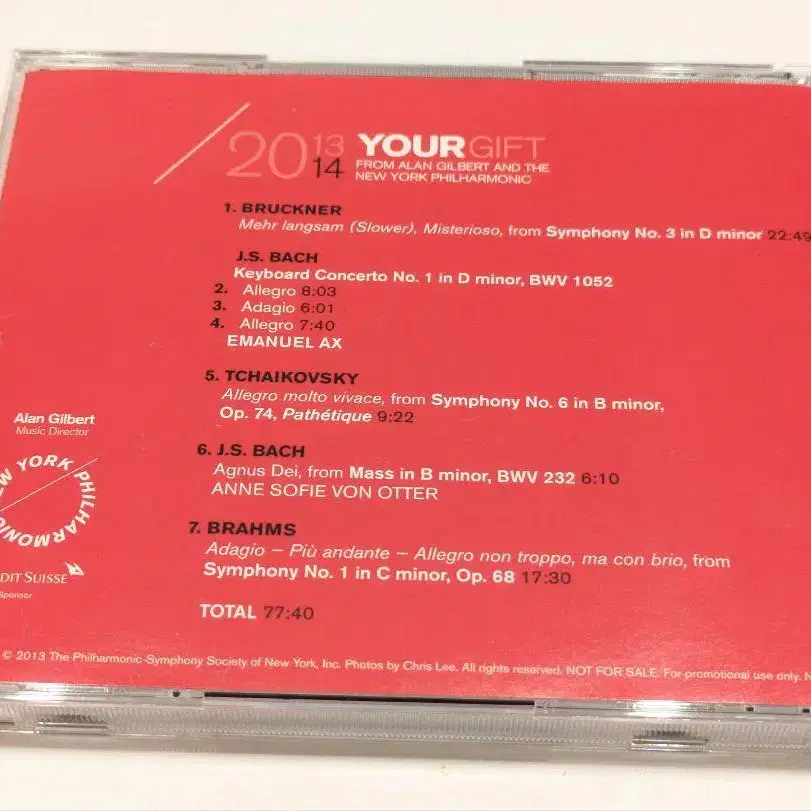 2013
14
YOURGIFT
FROM ALAN GILBERT AND THE
NEW YORK PHILHARMONIC
1. BRUCKNER
Mehr langsam (Slower), Misterioso, from Symphony No. 3 in D minor 22:49
J.S. BACH
Keyboard Concerto No. 1 in D minor, BWV 1052
2. Allegro 8:03
3. Adagio 6:01
4. Allegro 7:40
EMANUEL AX
5. TCHAIKOVSKY
Allegro molto vivace, from Symphony No. 6 in B minor,
Op. 74, Pathétique 9:22
6. J.S. BACH
Agnus Dei, from Mass in B minor, BWV 232 6:10
ANNE SOFIE VON OTTER
7. BRAHMS
Adagio – Più andante – Allegro non troppo, ma con brio, from
Symphony No. 1 in C minor, Op. 68 17:30
TOTAL 77:40
Alan Gilbert
Music Director
W YORK PHILHARMONIC
DIT SUISSE
Sponsor
© 2013 The Philharmonic-Symphony Society of New York, Inc. Photos by Chris Lee. All rights reserved. NOT FOR SALE. For promotional use only. N